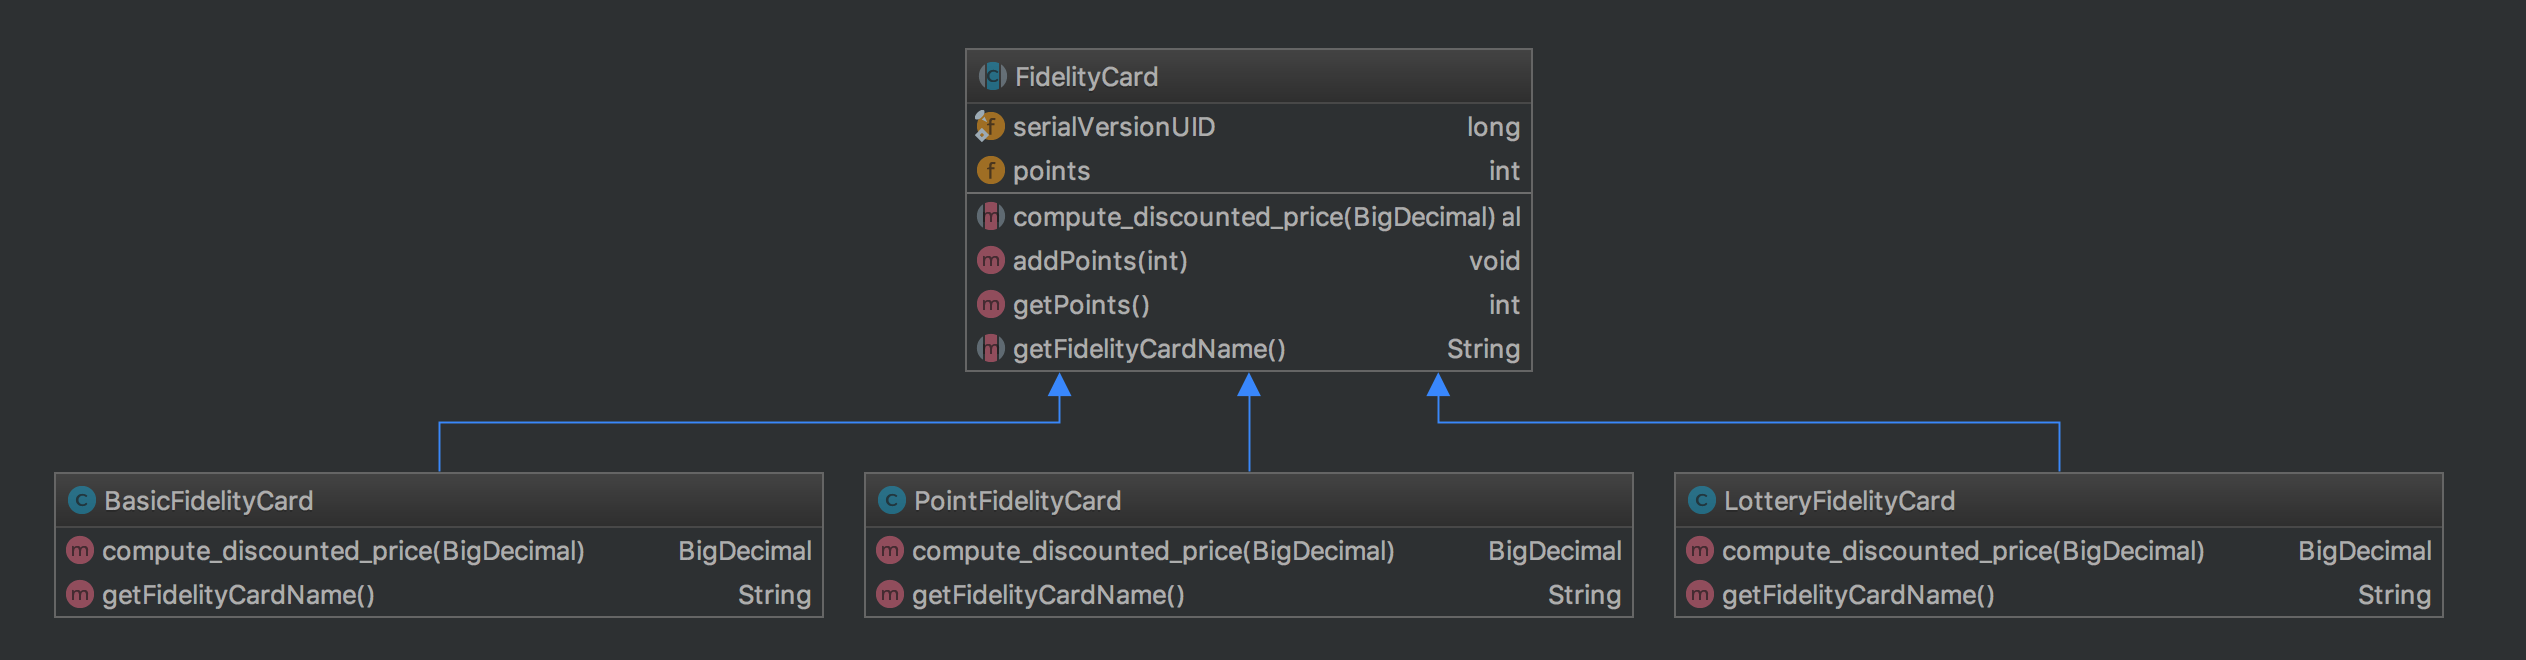 FidelityCard
serialVersionUID long
points int
compute_discounted_price(BigDecimal) al
addPoints(int) void
getPoints() int
getFidelityCardName() String
BasicFidelityCard
compute_discounted_price(BigDecimal) BigDecimal
getFidelityCardName() String
PointFidelityCard
compute_discounted_price(BigDecimal) BigDecimal
getFidelityCardName() String
LotteryFidelityCard
compute_discounted_price(BigDecimal) BigDecimal
getFidelityCardName() String